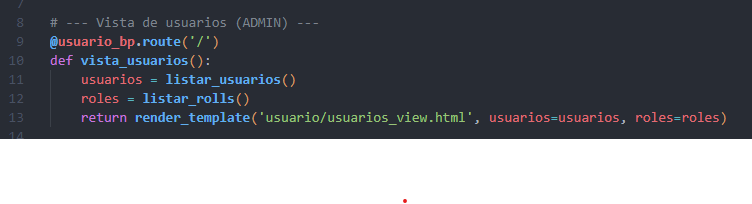 7
8 # --- Vista de usuarios (ADMIN) ---
9 @usuario_bp.route('/')
10 def vista_usuarios():
11 usuarios = listar_usuarios()
12 roles = listar_rolls()
13 return render_template('usuario/usuarios_view.html', usuarios=usuarios, roles=roles)
14